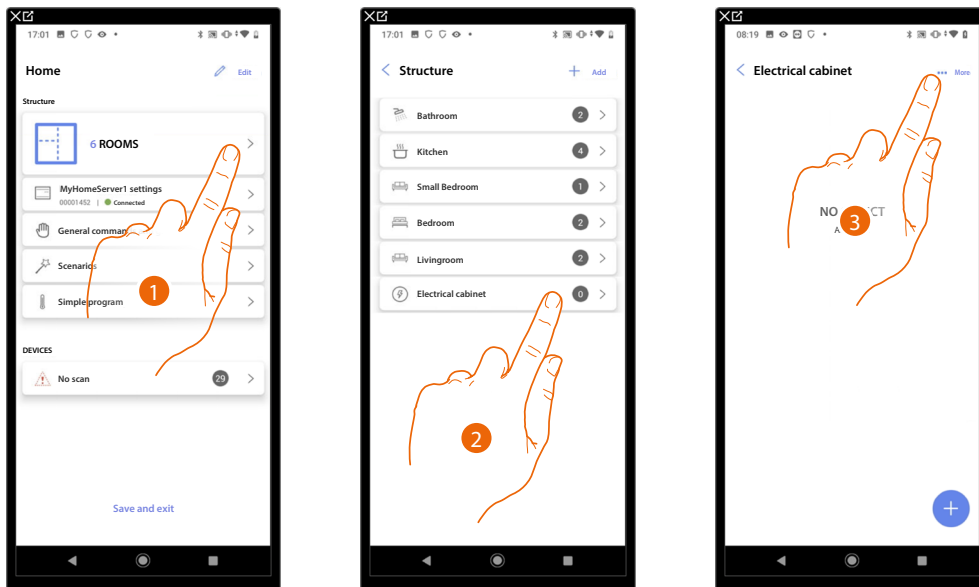 17:01
Home
Edit
Structure
6 ROOMS
MyHomeServer1 settings
00001452 | Connected
General comman
Scenarios
Simple program
1
DEVICES
No scan 29
Save and exit
17:01
Structure
+ Add
Bathroom 2
Kitchen 4
Small Bedroom 1
Bedroom 2
Livingroom 2
Electrical cabinet 0
2
08:19
Electrical cabinet
••• More
NO CT
A
3
+